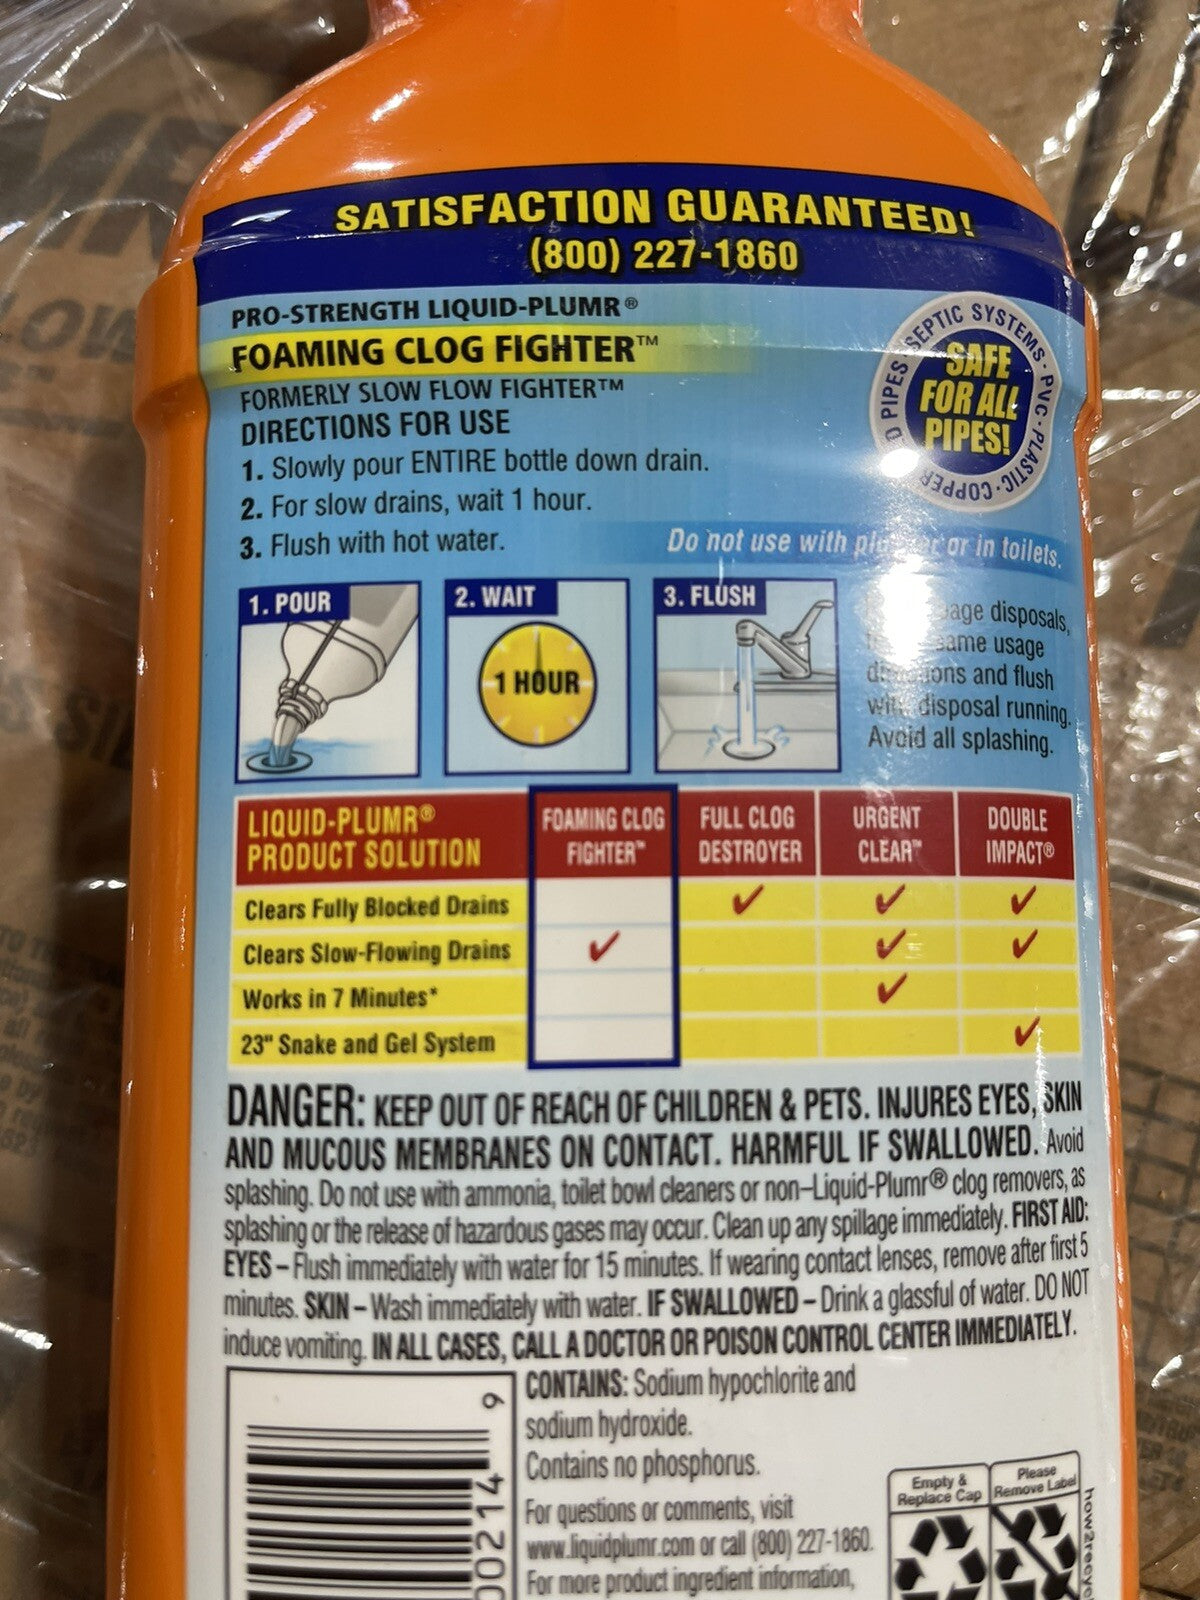 SATISFACTION GUARANTEED!
(800) 227-1860
PRO-STRENGTH LIQUID-PLUMR®
FOAMING CLOG FIGHTER™
FORMERLY SLOW FLOW FIGHTER™
DIRECTIONS FOR USE
1. Slowly pour ENTIRE bottle down drain.
2. For slow drains, wait 1 hour.
3. Flush with hot water.
SEPTIC SYSTEMS · PVC · PLASTIC · COPPER PIPES
SAFE
FOR ALL
PIPES!
Do not use with or in toilets.
1. POUR
2. WAIT
1 HOUR
3. FLUSH
disposals,
same usage
and flush
with disposal running.
Avoid all splashing.
LIQUID-PLUMR®
PRODUCT SOLUTION
FOAMING CLOG
FIGHTER™
FULL CLOG
DESTROYER
URGENT
CLEAR™
DOUBLE
IMPACT®
Clears Fully Blocked Drains ✓ ✓ ✓
Clears Slow-Flowing Drains ✓ ✓ ✓
Works in 7 Minutes* ✓
23" Snake and Gel System ✓
DANGER: KEEP OUT OF REACH OF CHILDREN & PETS. INJURES EYES, SKIN
AND MUCOUS MEMBRANES ON CONTACT. HARMFUL IF SWALLOWED. Avoid
splashing. Do not use with ammonia, toilet bowl cleaners or non–Liquid-Plumr® clog removers, as
splashing or the release of hazardous gases may occur. Clean up any spillage immediately. FIRST AID:
EYES – Flush immediately with water for 15 minutes. If wearing contact lenses, remove after first 5
minutes. SKIN – Wash immediately with water. IF SWALLOWED – Drink a glassful of water. DO NOT
induce vomiting. IN ALL CASES, CALL A DOCTOR OR POISON CONTROL CENTER IMMEDIATELY.
CONTAINS: Sodium hypochlorite and
sodium hydroxide.
Contains no phosphorus.
For questions or comments, visit
www.liquidplumr.com or call (800) 227-1860.
For more product ingredient information,
9
00214
Empty &
Replace Cap
Please
Remove Label